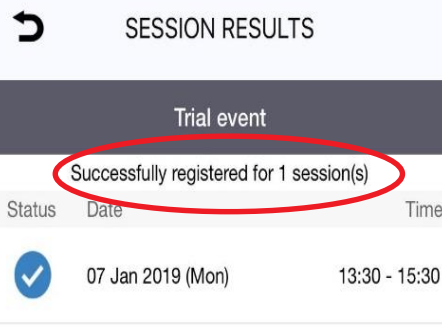 SESSION RESULTS
Trial event
Successfully registered for 1 session(s)
Status Date Time
07 Jan 2019 (Mon) 13:30 - 15:30